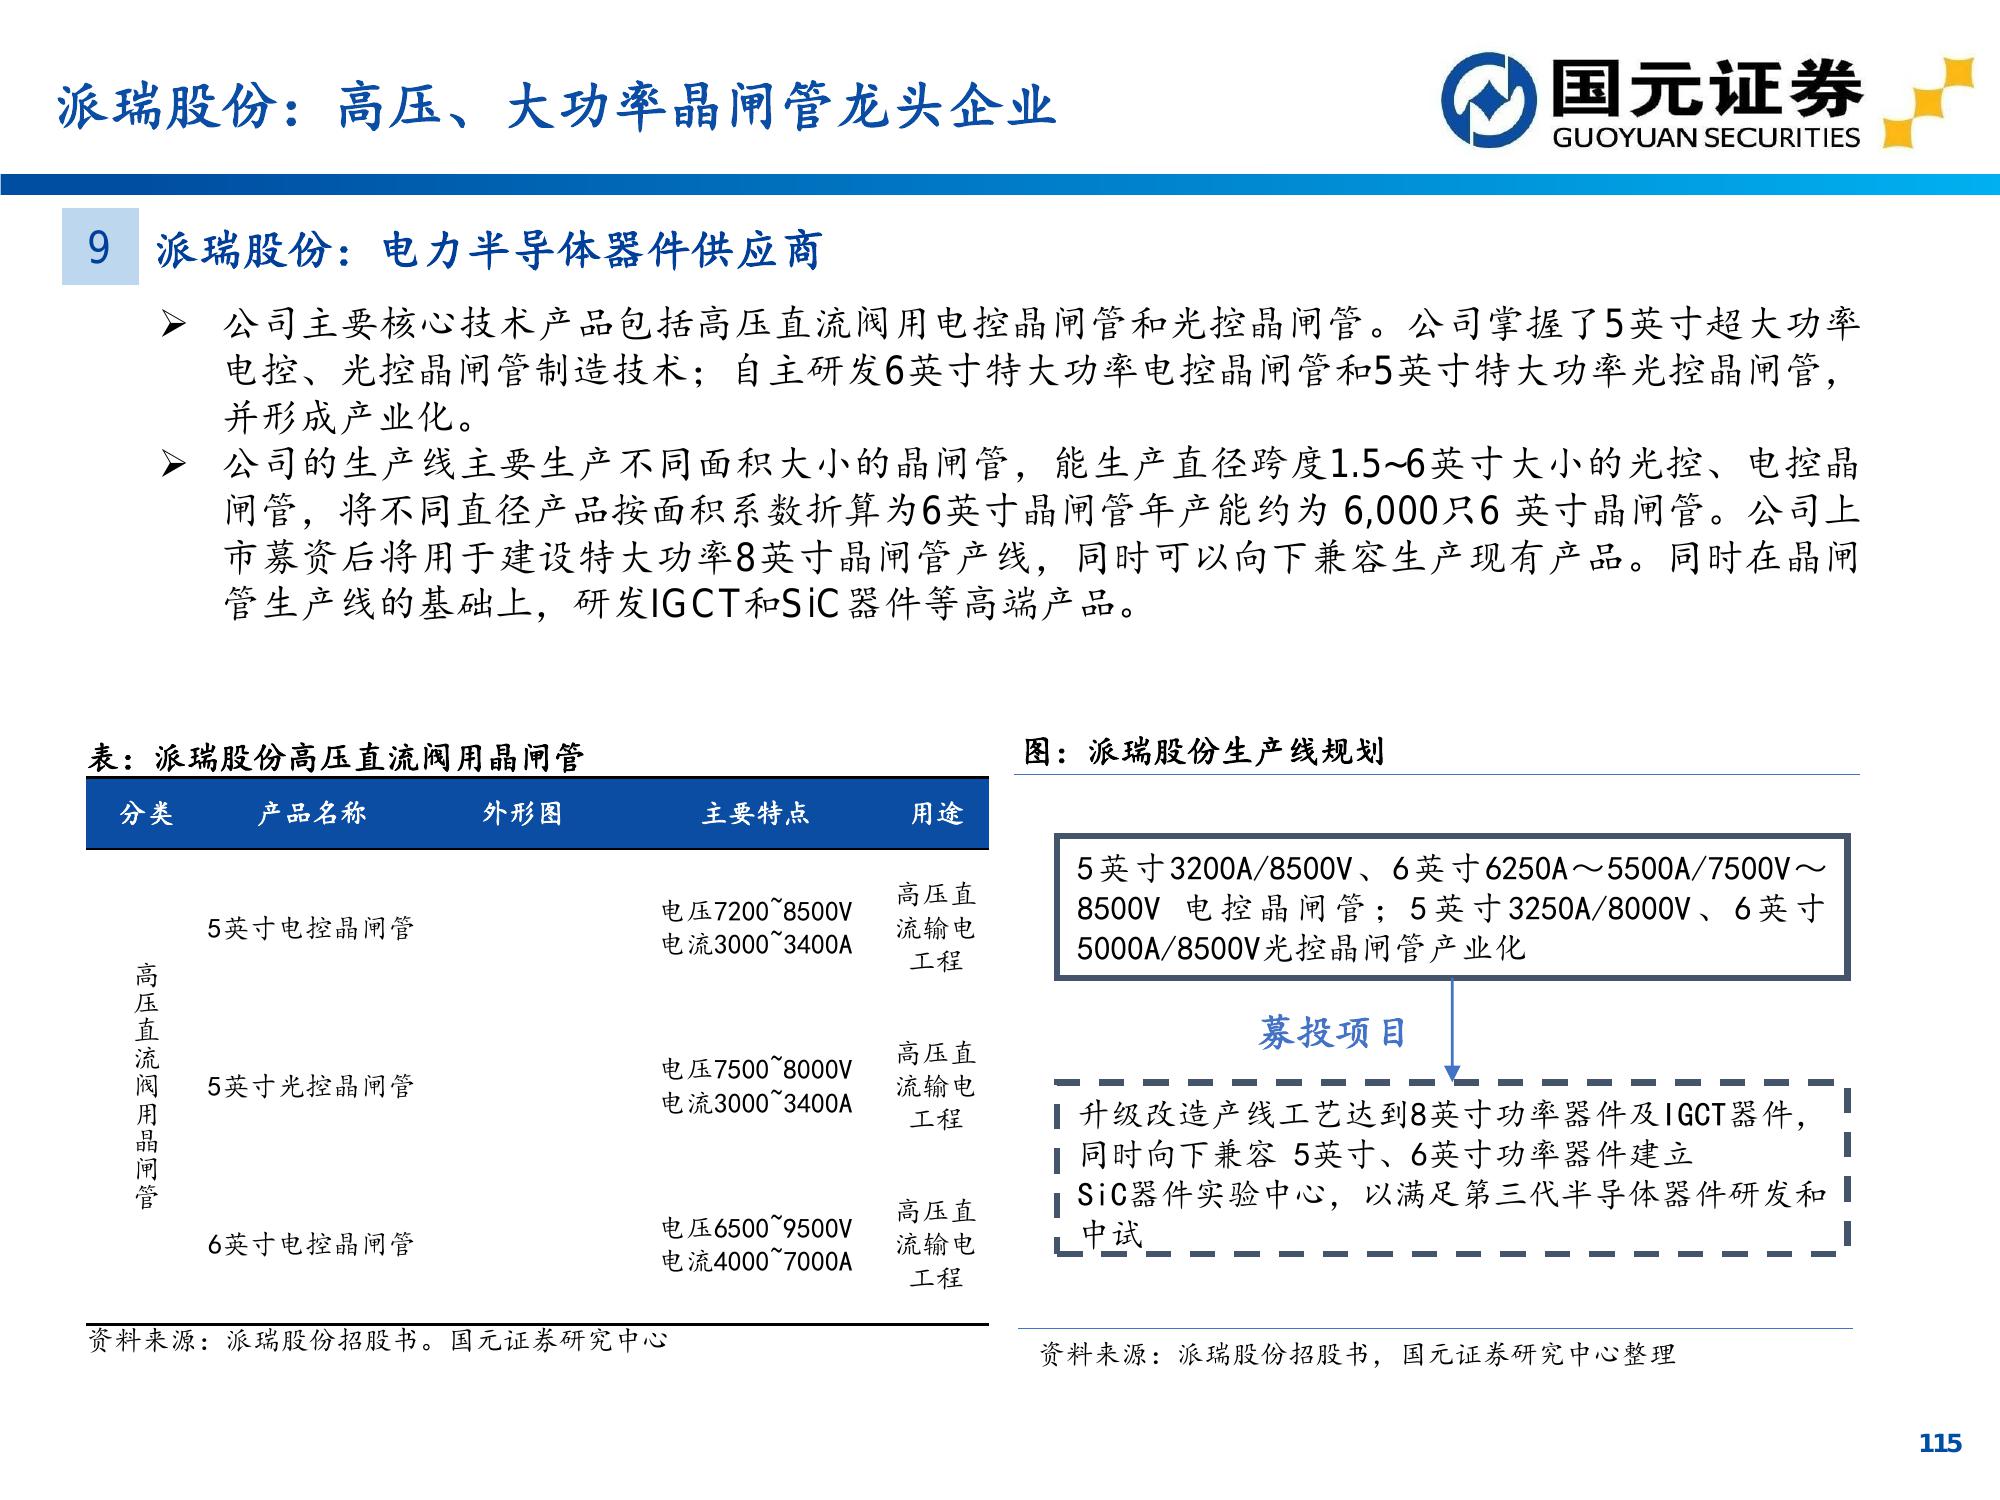 派瑞股份：高压、大功率晶闸管龙头企业
国元证券
GUOYUAN SECURITIES
9 派瑞股份：电力半导体器件供应商
➢ 公司主要核心技术产品包括高压直流阀用电控晶闸管和光控晶闸管。公司掌握了5英寸超大功率
电控、光控晶闸管制造技术；自主研发6英寸特大功率电控晶闸管和5英寸特大功率光控晶闸管，
并形成产业化。
➢ 公司的生产线主要生产不同面积大小的晶闸管，能生产直径跨度1.5~6英寸大小的光控、电控晶
闸管，将不同直径产品按面积系数折算为6英寸晶闸管年产能约为 6,000只6 英寸晶闸管。公司上
市募资后将用于建设特大功率8英寸晶闸管产线，同时可以向下兼容生产现有产品。同时在晶闸
管生产线的基础上，研发IGCT和SiC器件等高端产品。
表：派瑞股份高压直流阀用晶闸管
分类 产品名称 外形图 主要特点 用途
高压直流阀用晶闸管
5英寸电控晶闸管
电压7200~8500V
电流3000~3400A
高压直
流输电
工程
5英寸光控晶闸管
电压7500~8000V
电流3000~3400A
高压直
流输电
工程
6英寸电控晶闸管
电压6500~9500V
电流4000~7000A
高压直
流输电
工程
资料来源：派瑞股份招股书。国元证券研究中心
图：派瑞股份生产线规划
5英寸3200A/8500V、6英寸6250A～5500A/7500V～
8500V 电控晶闸管；5英寸3250A/8000V、6英寸
5000A/8500V光控晶闸管产业化
募投项目
升级改造产线工艺达到8英寸功率器件及IGCT器件，
同时向下兼容 5英寸、6英寸功率器件建立
SiC器件实验中心，以满足第三代半导体器件研发和
中试
资料来源：派瑞股份招股书，国元证券研究中心整理
115